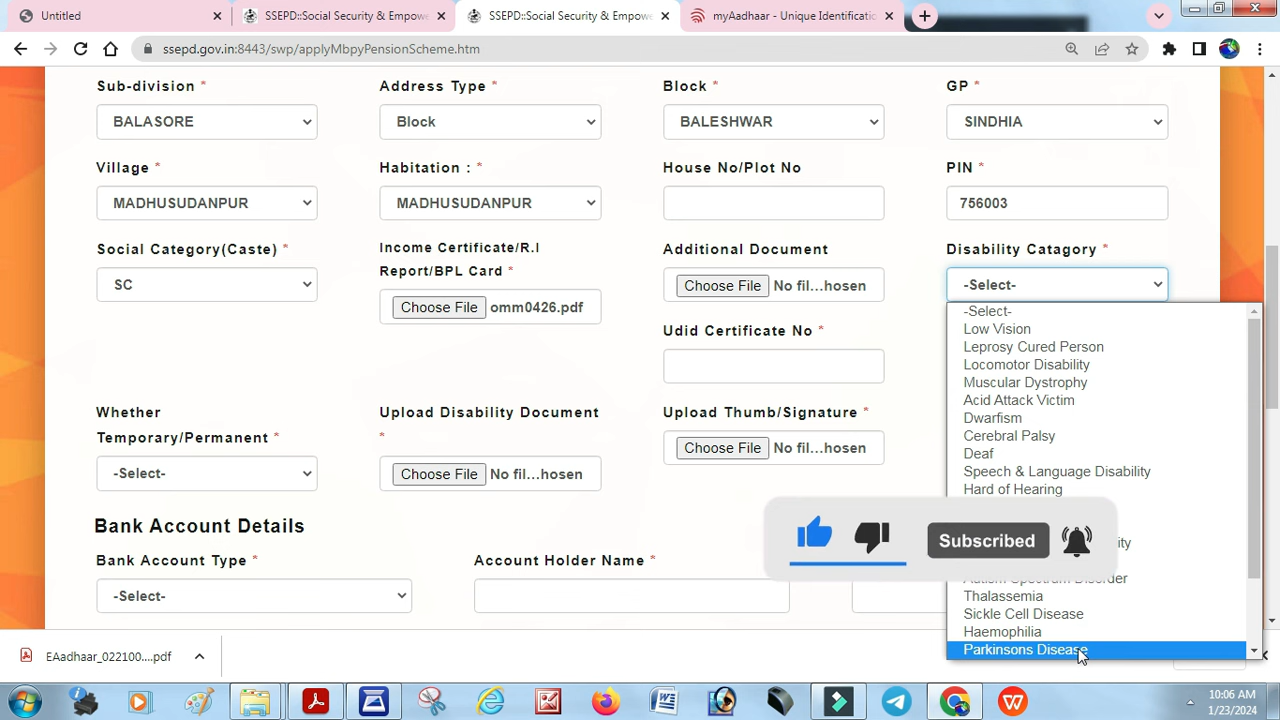 Untitled
SSEPD::Social Security & Empowe
SSEPD::Social Security & Empowe
myAadhaar - Unique Identificatio
ssepd.gov.in:8443/swp/applyMbpyPensionScheme.htm
Sub-division * Address Type * Block * GP *
BALASORE Block BALESHWAR SINDHIA
Village * Habitation : * House No/Plot No PIN *
MADHUSUDANPUR MADHUSUDANPUR 756003
Social Category(Caste) * Income Certificate/R.I Additional Document Disability Catagory *
Report/BPL Card *
SC Choose File No fil...hosen -Select-
Choose File omm0426.pdf
-Select-
Udid Certificate No * Low Vision
Leprosy Cured Person
Locomotor Disability
Muscular Dystrophy
Acid Attack Victim
Whether Upload Disability Document Upload Thumb/Signature * Dwarfism
Temporary/Permanent * * Cerebral Palsy
Choose File No fil...hosen Deaf
-Select- Choose File No fil...hosen Speech & Language Disability
Hard of Hearing
Bank Account Details
Subscribed
Bank Account Type * Account Holder Name *
Autism Spectrum Disorder
-Select- Thalassemia
Sickle Cell Disease
Haemophilia
Parkinsons Disease
EAadhaar_022100....pdf
10:06 AM
1/23/2024